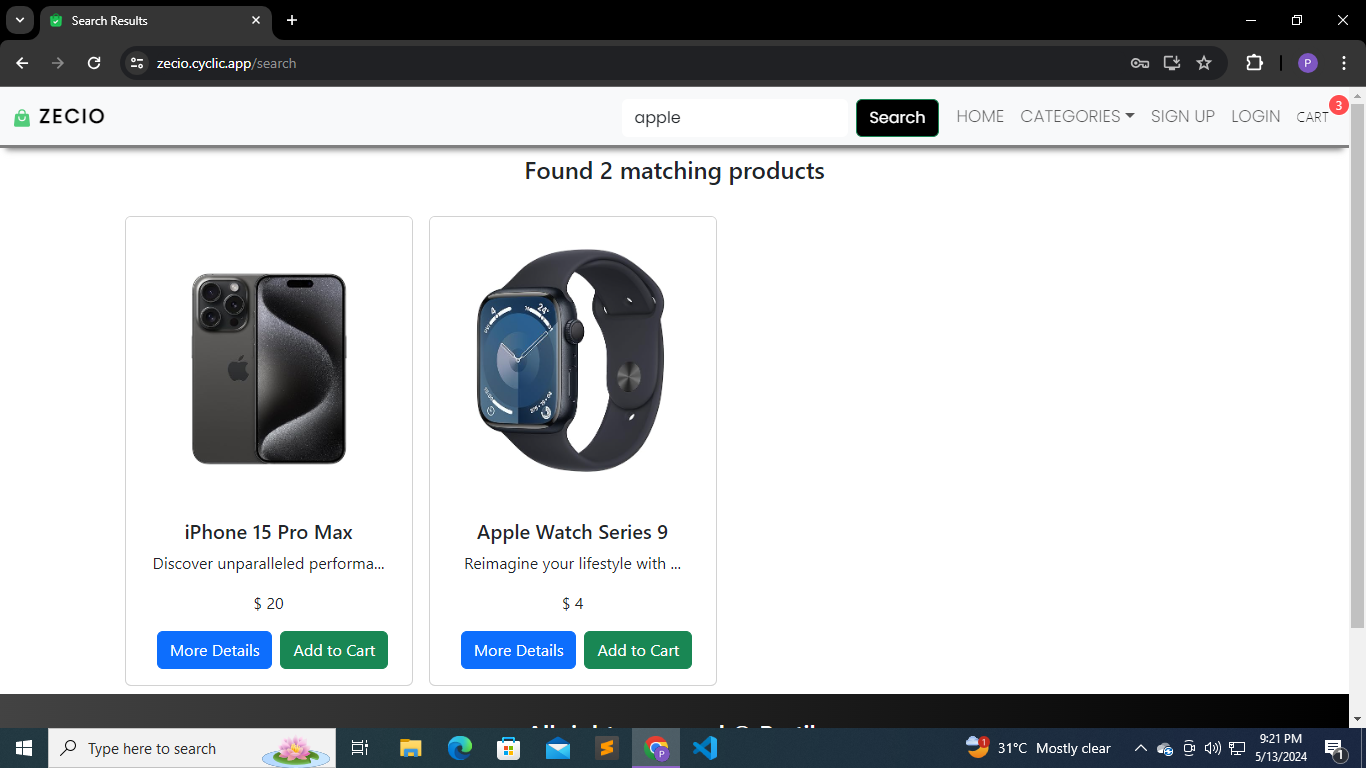 Search Results
zecio.cyclic.app/search
P
ZECIO
apple
Search
HOME
CATEGORIES
SIGN UP
LOGIN
CART
3
Found 2 matching products
iPhone 15 Pro Max
Discover unparalleled performa...
$ 20
More Details
Add to Cart
Apple Watch Series 9
Reimagine your lifestyle with ...
$ 4
More Details
Add to Cart
Type here to search
1
31°C Mostly clear
9:21 PM
5/13/2024
1